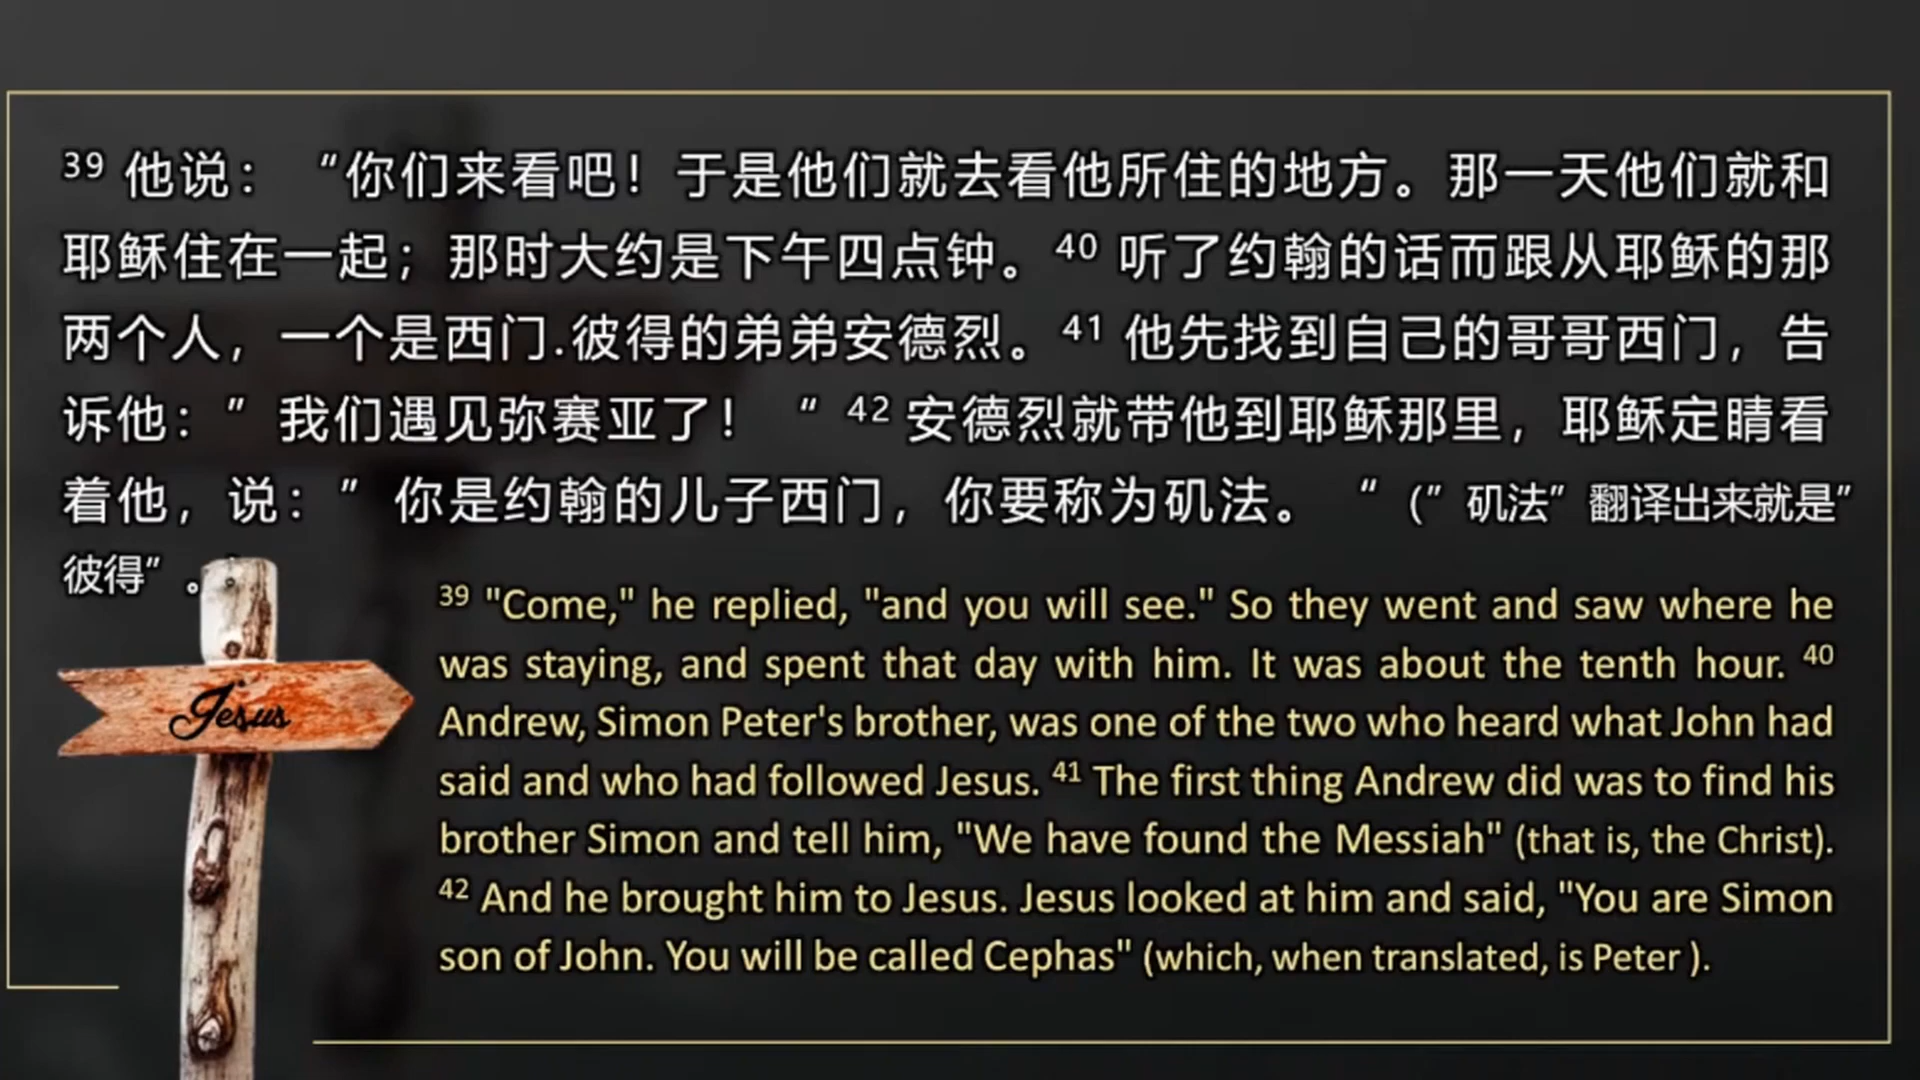 39 他说： “你们来看吧！于是他们就去看他所住的地方。那一天他们就和
耶稣住在一起；那时大约是下午四点钟。40 听了约翰的话而跟从耶稣的那
两个人，一个是西门.彼得的弟弟安德烈。41 他先找到自己的哥哥西门，告
诉他：”我们遇见弥赛亚了！ “ 42 安德烈就带他到耶稣那里，耶稣定睛看
着他，说：”你是约翰的儿子西门，你要称为矶法。 “（”矶法”翻译出来就是”
彼得”。
Jesus
39 "Come," he replied, "and you will see." So they went and saw where he
was staying, and spent that day with him. It was about the tenth hour. 40
Andrew, Simon Peter's brother, was one of the two who heard what John had
said and who had followed Jesus. 41 The first thing Andrew did was to find his
brother Simon and tell him, "We have found the Messiah" (that is, the Christ).
42 And he brought him to Jesus. Jesus looked at him and said, "You are Simon
son of John. You will be called Cephas" (which, when translated, is Peter ).